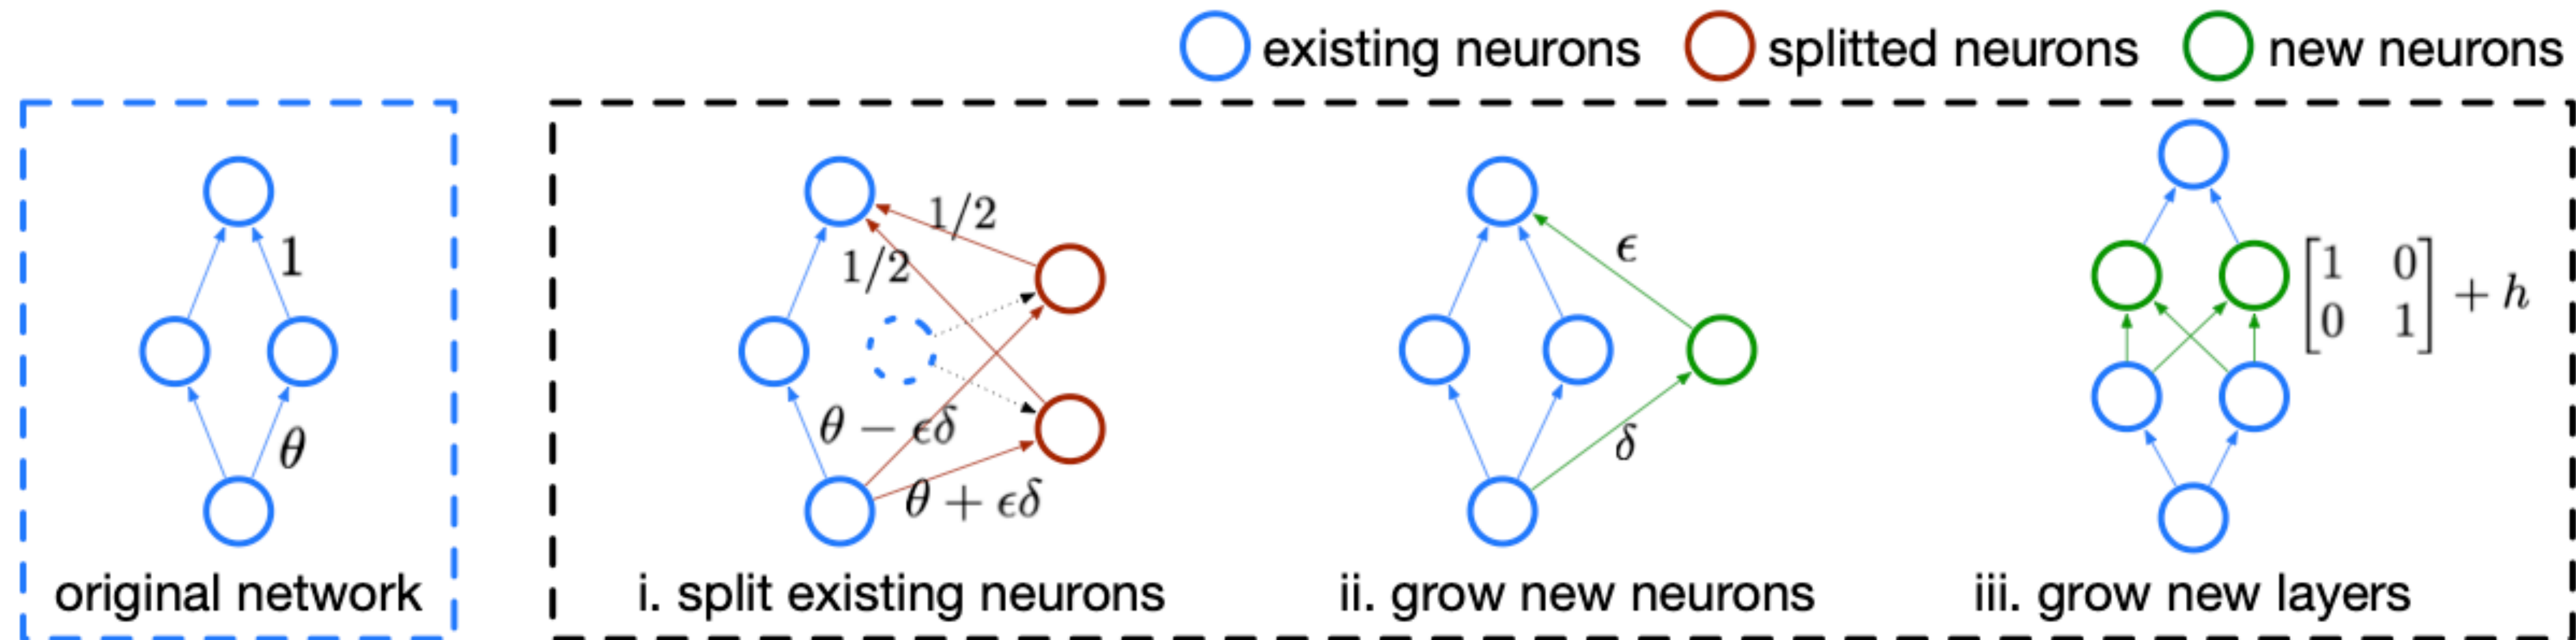 existing neurons splitted neurons new neurons
1
θ
original network
1/2
1/2
θ − ϵδ
θ + ϵδ
i. split existing neurons
ϵ
δ
ii. grow new neurons
[1 0
0 1] + h
iii. grow new layers